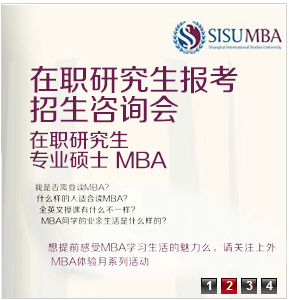 SISUMBA
Shanghai International Studies University
在职研究生报考
招生咨询会
在职研究生
专业硕士 MBA
我是否需要读MBA?
什么样的人适合读MBA?
全英文授课有什么不一样?
MBA同学的业余生活是什么样的?
想提前感受MBA学习生活的魅力么, 请关注上外
MBA体验月系列活动
1 2 3 4